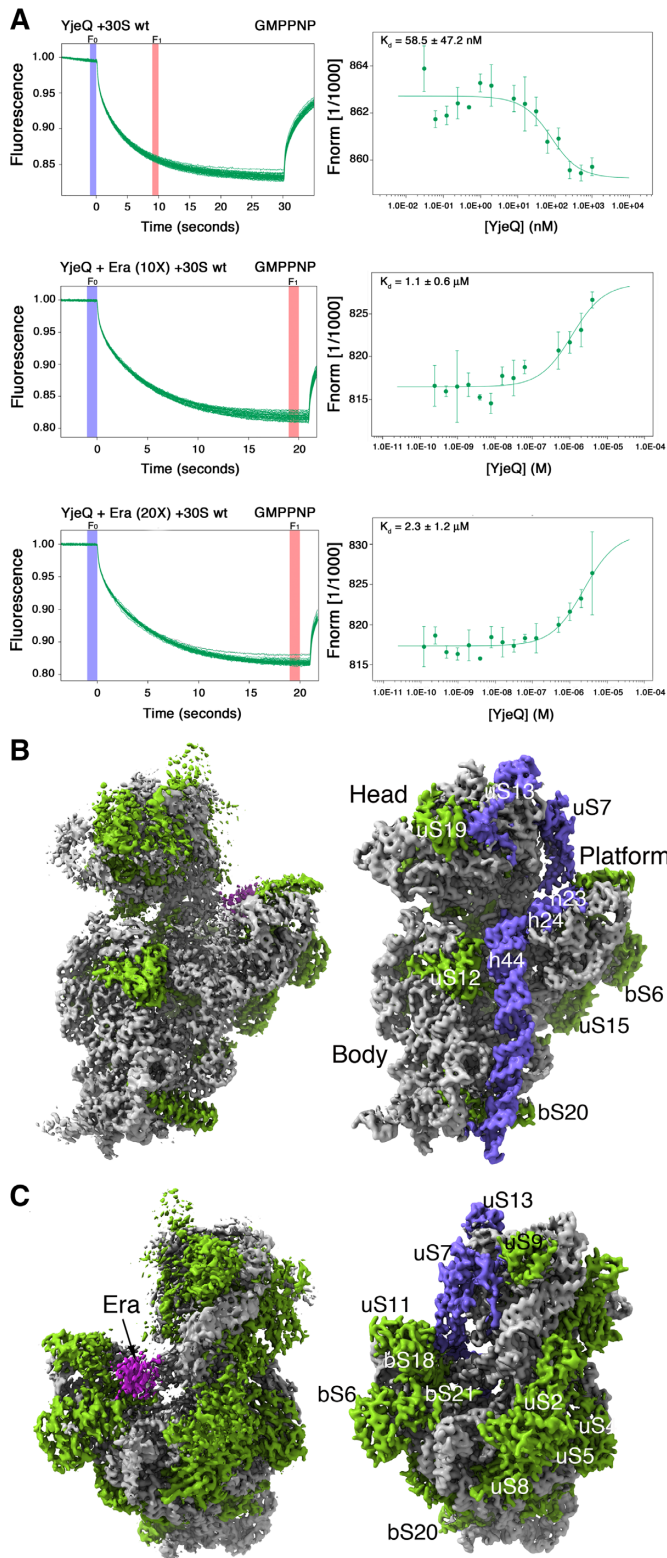 A
YjeQ +30S wt GMPPNP
F0 F1
1.00
0.95
0.90
0.85
Fluorescence
0 10 20 30
Time (seconds)
Kd = 58.5 ± 47.2 nM
864
862
859
Fnorm [1/1000]
1.0E-02 1.0E-01 1.0E+00 1.0E+01 1.0E+02 1.0E+03 1.0E+04
[YjeQ] (nM)
YjeQ + Era (10X) +30S wt GMPPNP
F0 F1
1.00
0.95
0.90
0.85
0.80
Fluorescence
0 5 10 15 20
Time (seconds)
Kd = 1.1 ± 0.6 µM
825
820
815
Fnorm [1/1000]
1.0E-11 1.0E-10 1.0E-09 1.0E-08 1.0E-07 1.0E-06 1.0E-05 1.0E-04
[YjeQ] (M)
YjeQ + Era (20X) +30S wt GMPPNP
F0 F1
1.00
0.95
0.90
0.80
0.80
Fluorescence
0 5 10 15 20
Time (seconds)
Kd = 2.3 ± 1.2 µM
830
825
820
815
Fnorm [1/1000]
1.0E-11 1.0E-10 1.0E-09 1.0E-08 1.0E-07 1.0E-06 1.0E-05 1.0E-04
[YjeQ] (M)
B
Head
uS13
uS7
uS19
Platform
h23
h24
h44
uS12
bS6
uS15
Body
bS20
C
Era
uS13
uS7
uS9
uS11
bS18
bS6
bS21
uS2
uS4
uS5
uS8
bS20